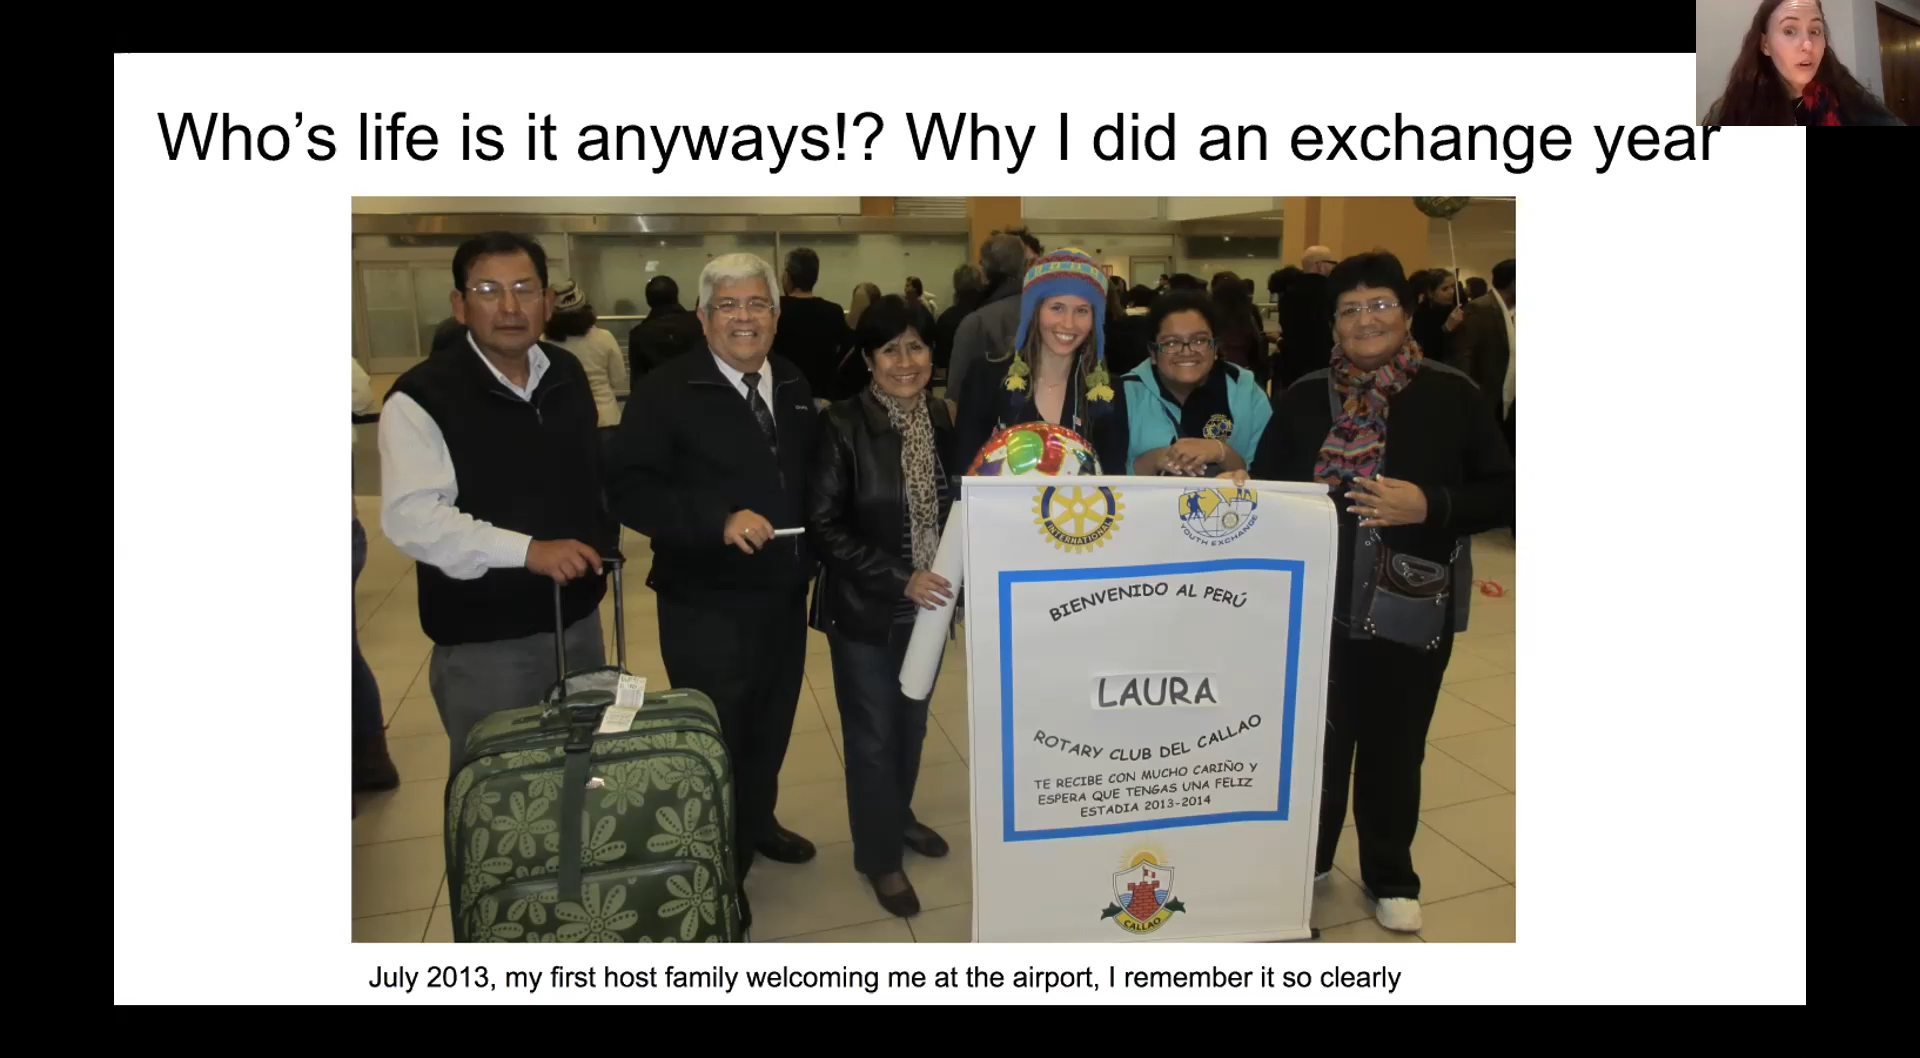 Who's life is it anyways!? Why I did an exchange year
INTERNATIONAL
YOUTH EXCHANGE
BIENVENIDO AL PERÚ
LAURA
ROTARY CLUB DEL CALLAO
TE RECIBE CON MUCHO CARIÑO Y
ESPERA QUE TENGAS UNA FELIZ
ESTADIA 2013-2014
CALLAO
July 2013, my first host family welcoming me at the airport, I remember it so clearly